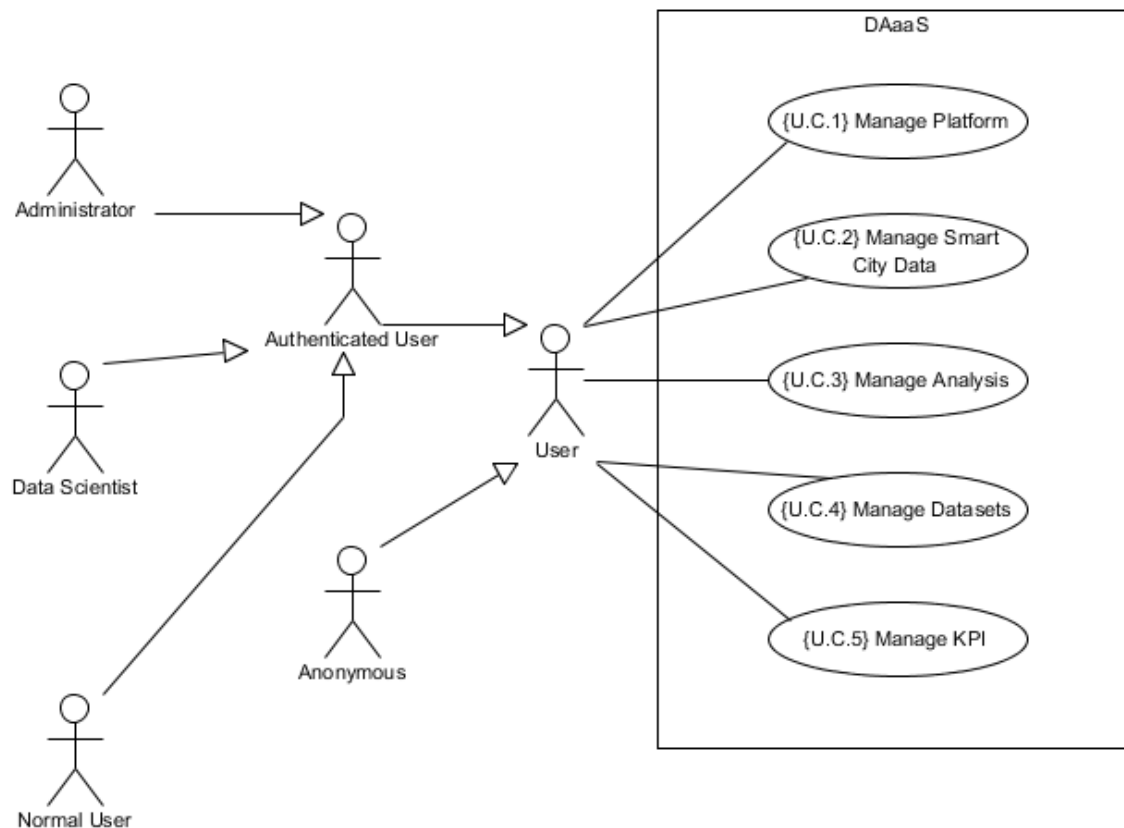 DAaaS
{U.C.1} Manage Platform
Administrator
{U.C.2} Manage Smart
City Data
Authenticated User
{U.C.3} Manage Analysis
User
Data Scientist
{U.C.4} Manage Datasets
{U.C.5} Manage KPI
Anonymous
Normal User